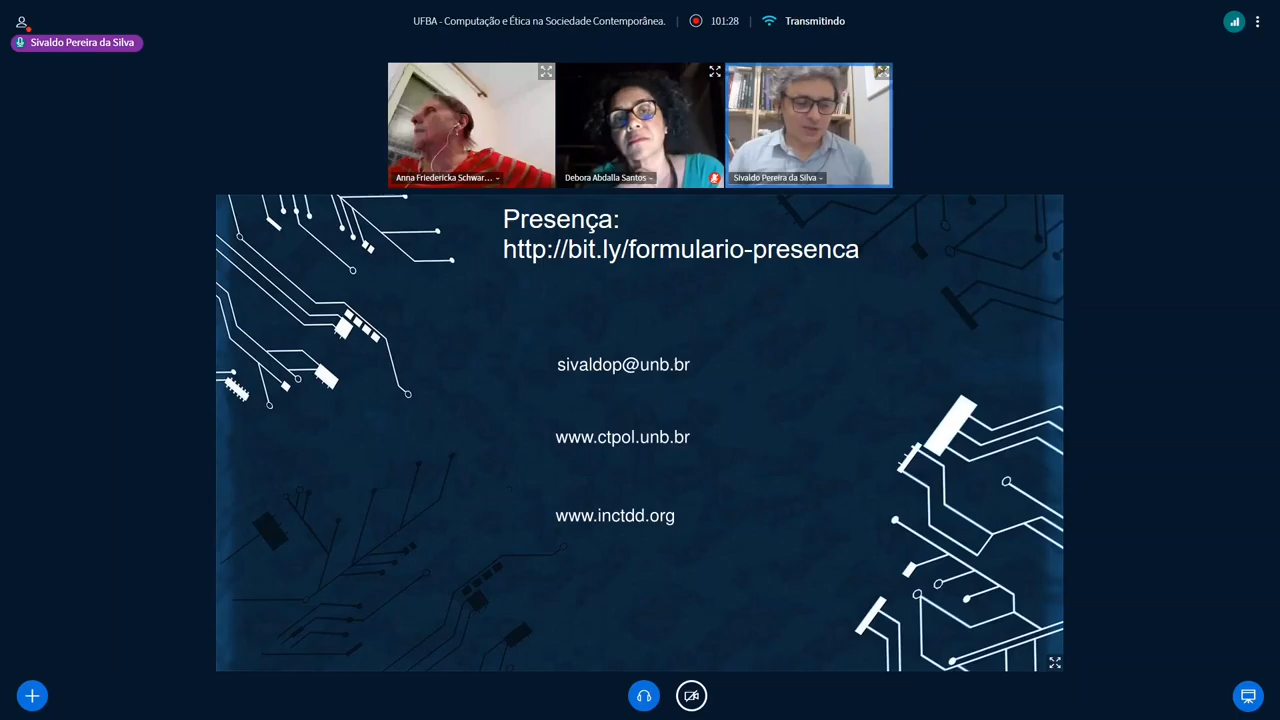 UFBA - Computação e Ética na Sociedade Contemporânea.
101:28
Transmitindo
Sivaldo Pereira da Silva
Anna Friedericka Schwar...
Debora Abdalla Santos
Sivaldo Pereira da Silva
Presença:
http://bit.ly/formulario-presenca
sivaldop@unb.br
www.ctpol.unb.br
www.inctdd.org